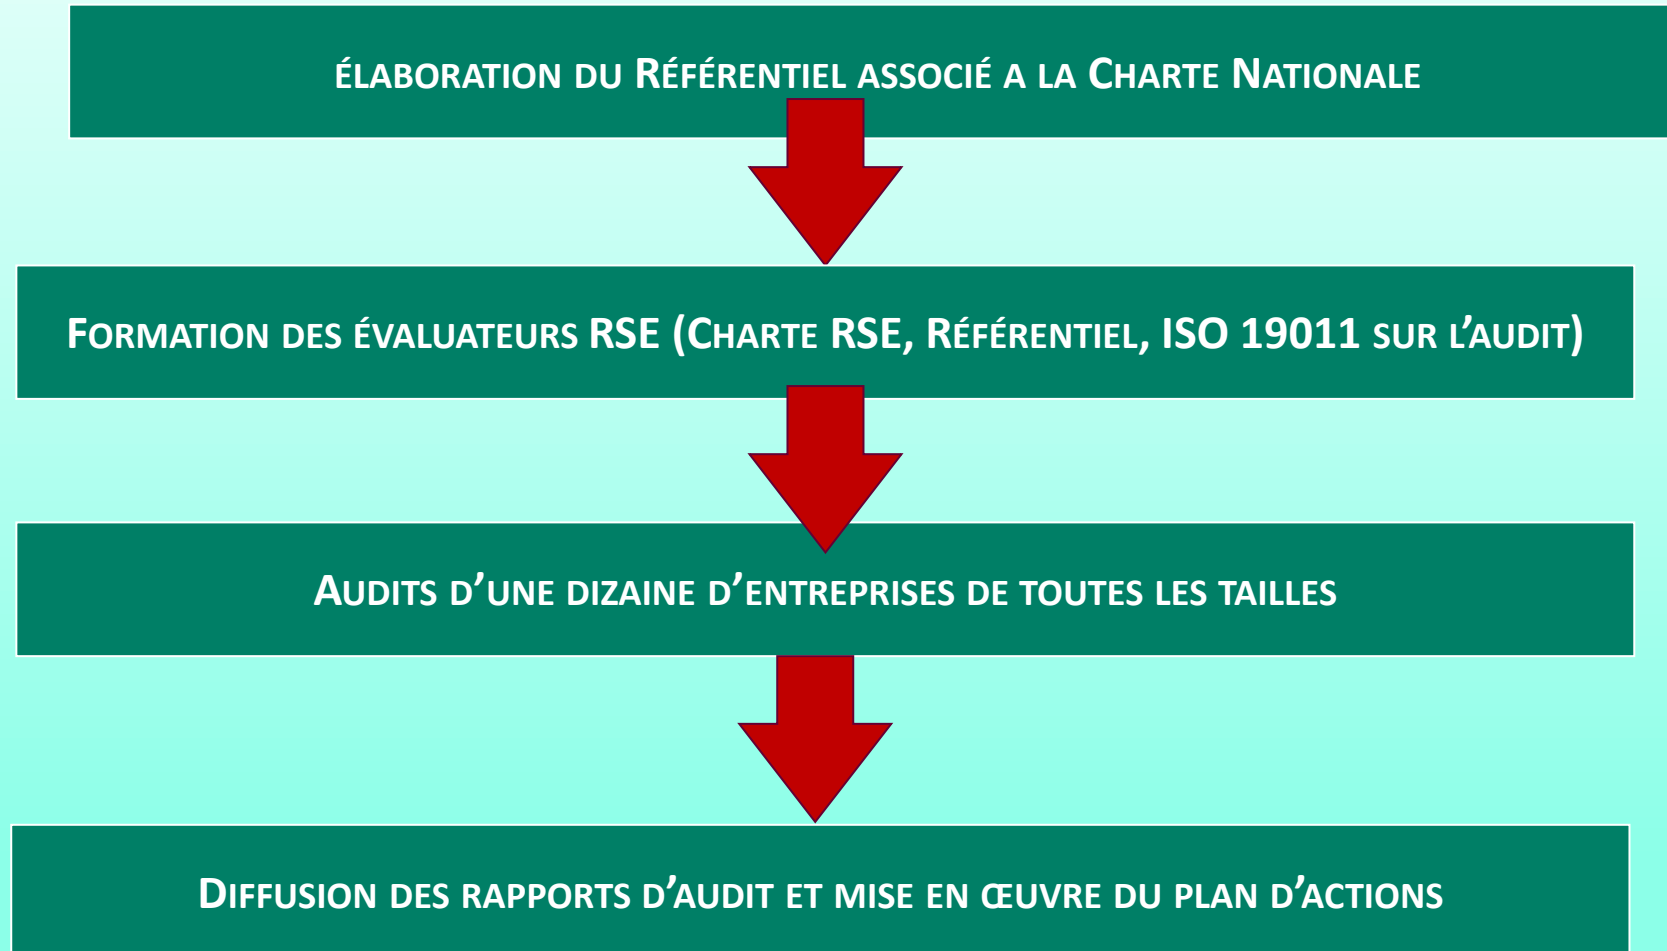 élaboration du Référentiel associé a la Charte Nationale
Formation des évaluateurs RSE (Charte RSE, Référentiel, ISO 19011 sur l’audit)
Audits d’une dizaine d’entreprises de toutes les tailles
Diffusion des rapports d’audit et mise en œuvre du plan d’actions